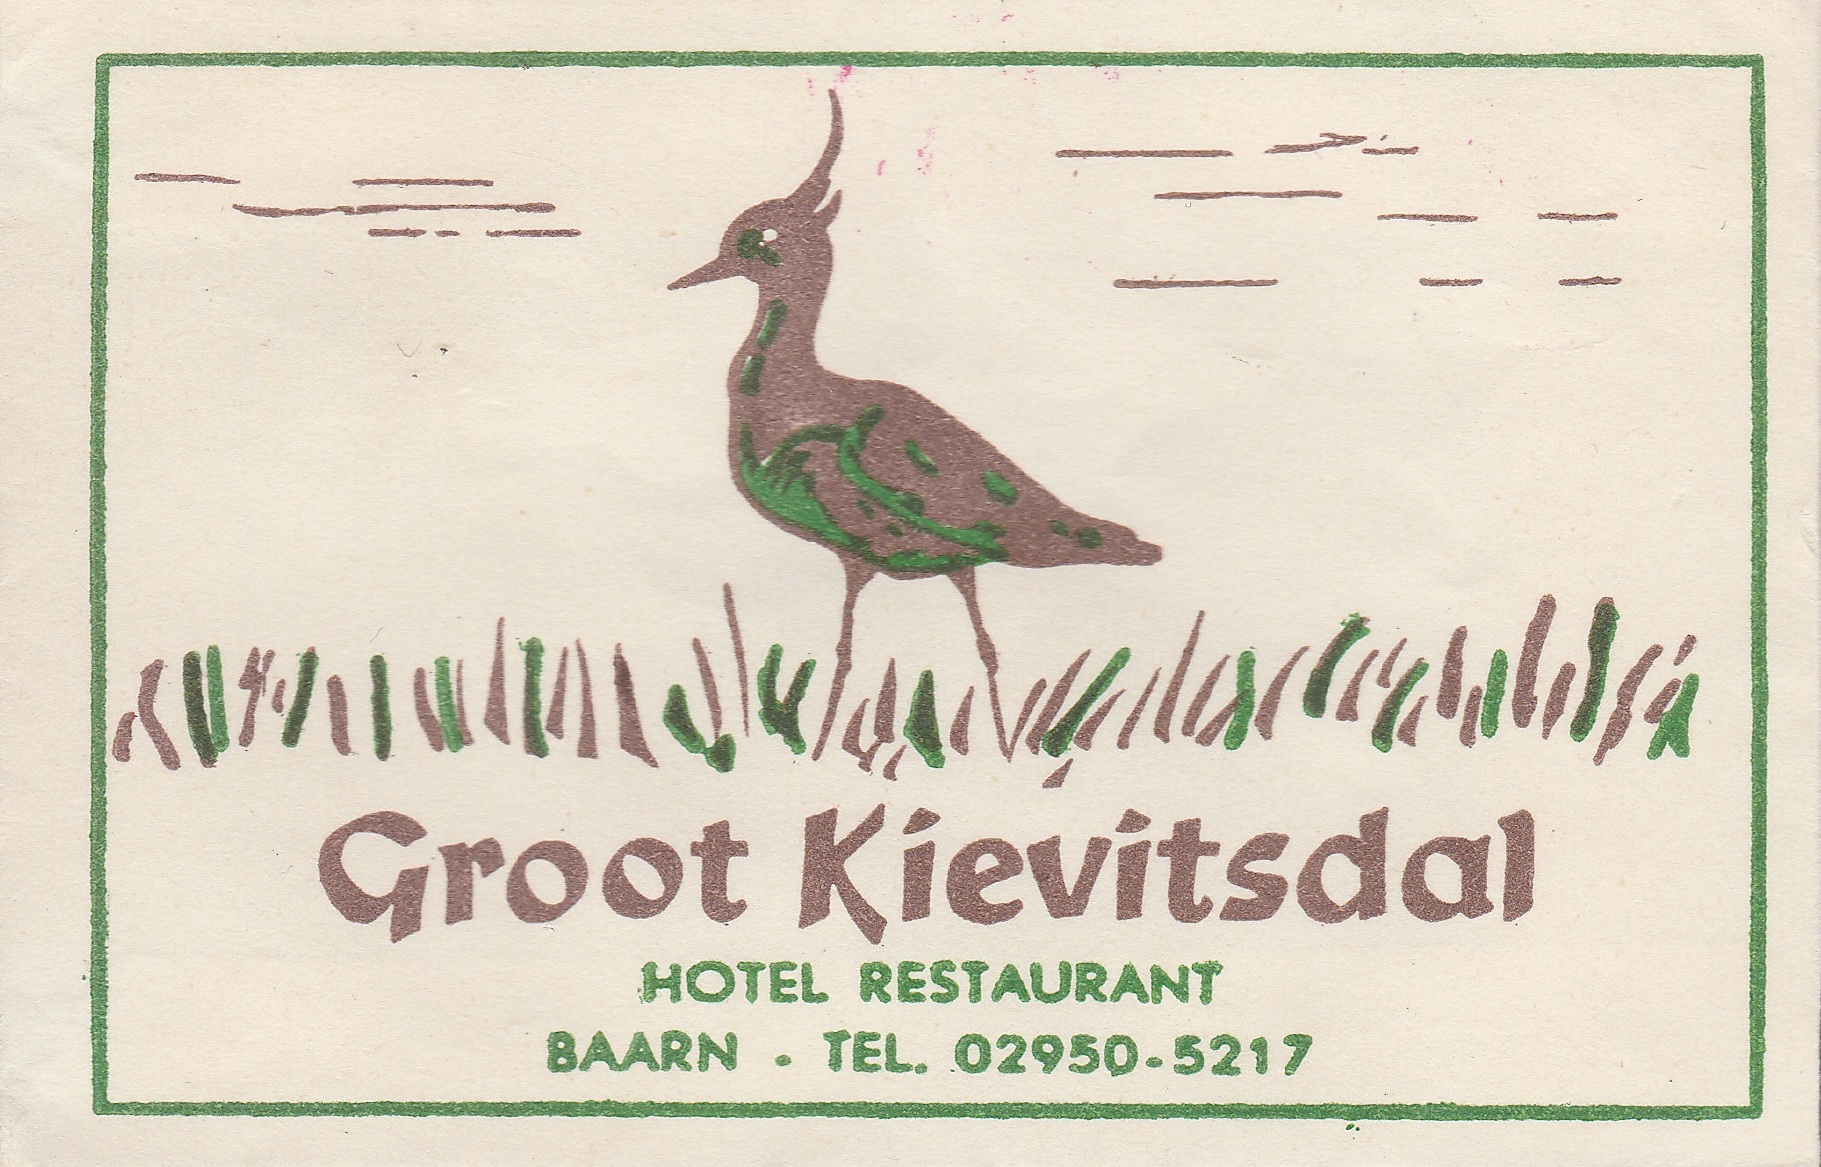 Groot Kievitsdal
HOTEL RESTAURANT
BAARN . TEL. 02950-5217